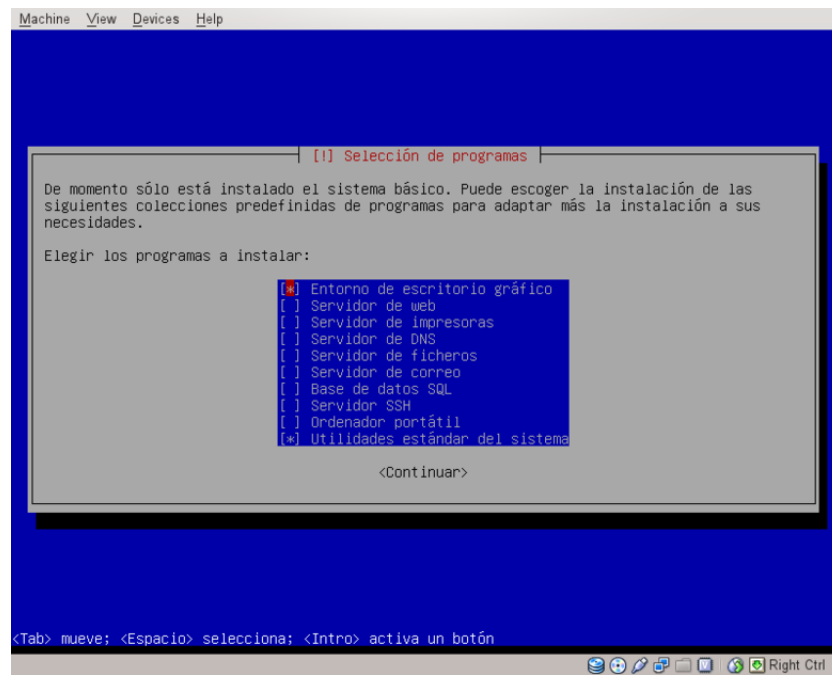 Machine View Devices Help
[!] Selección de programas
De momento sólo está instalado el sistema básico. Puede escoger la instalación de las
siguientes colecciones predefinidas de programas para adaptar más la instalación a sus
necesidades.
Elegir los programas a instalar:
[*] Entorno de escritorio gráfico
[ ] Servidor de web
[ ] Servidor de impresoras
[ ] Servidor de DNS
[ ] Servidor de ficheros
[ ] Servidor de correo
[ ] Base de datos SQL
[ ] Servidor SSH
[ ] Ordenador portátil
[*] Utilidades estándar del sistema
<Continuar>
<Tab> mueve; <Espacio> selecciona; <Intro> activa un botón
Right Ctrl